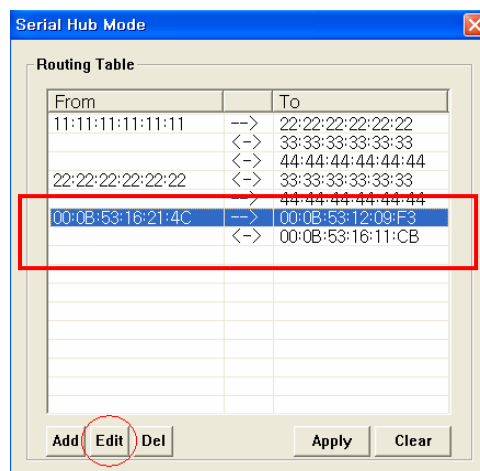 Serial Hub Mode
Routing Table
From To
11:11:11:11:11:11 --> 22:22:22:22:22:22
<-> 33:33:33:33:33:33
<-> 44:44:44:44:44:44
22:22:22:22:22:22 <-> 33:33:33:33:33:33
--> 44:44:44:44:44:44
00:0B:53:16:21:4C --> 00:0B:53:12:09:F3
<-> 00:0B:53:16:11:CB
Add Edit Del Apply Clear